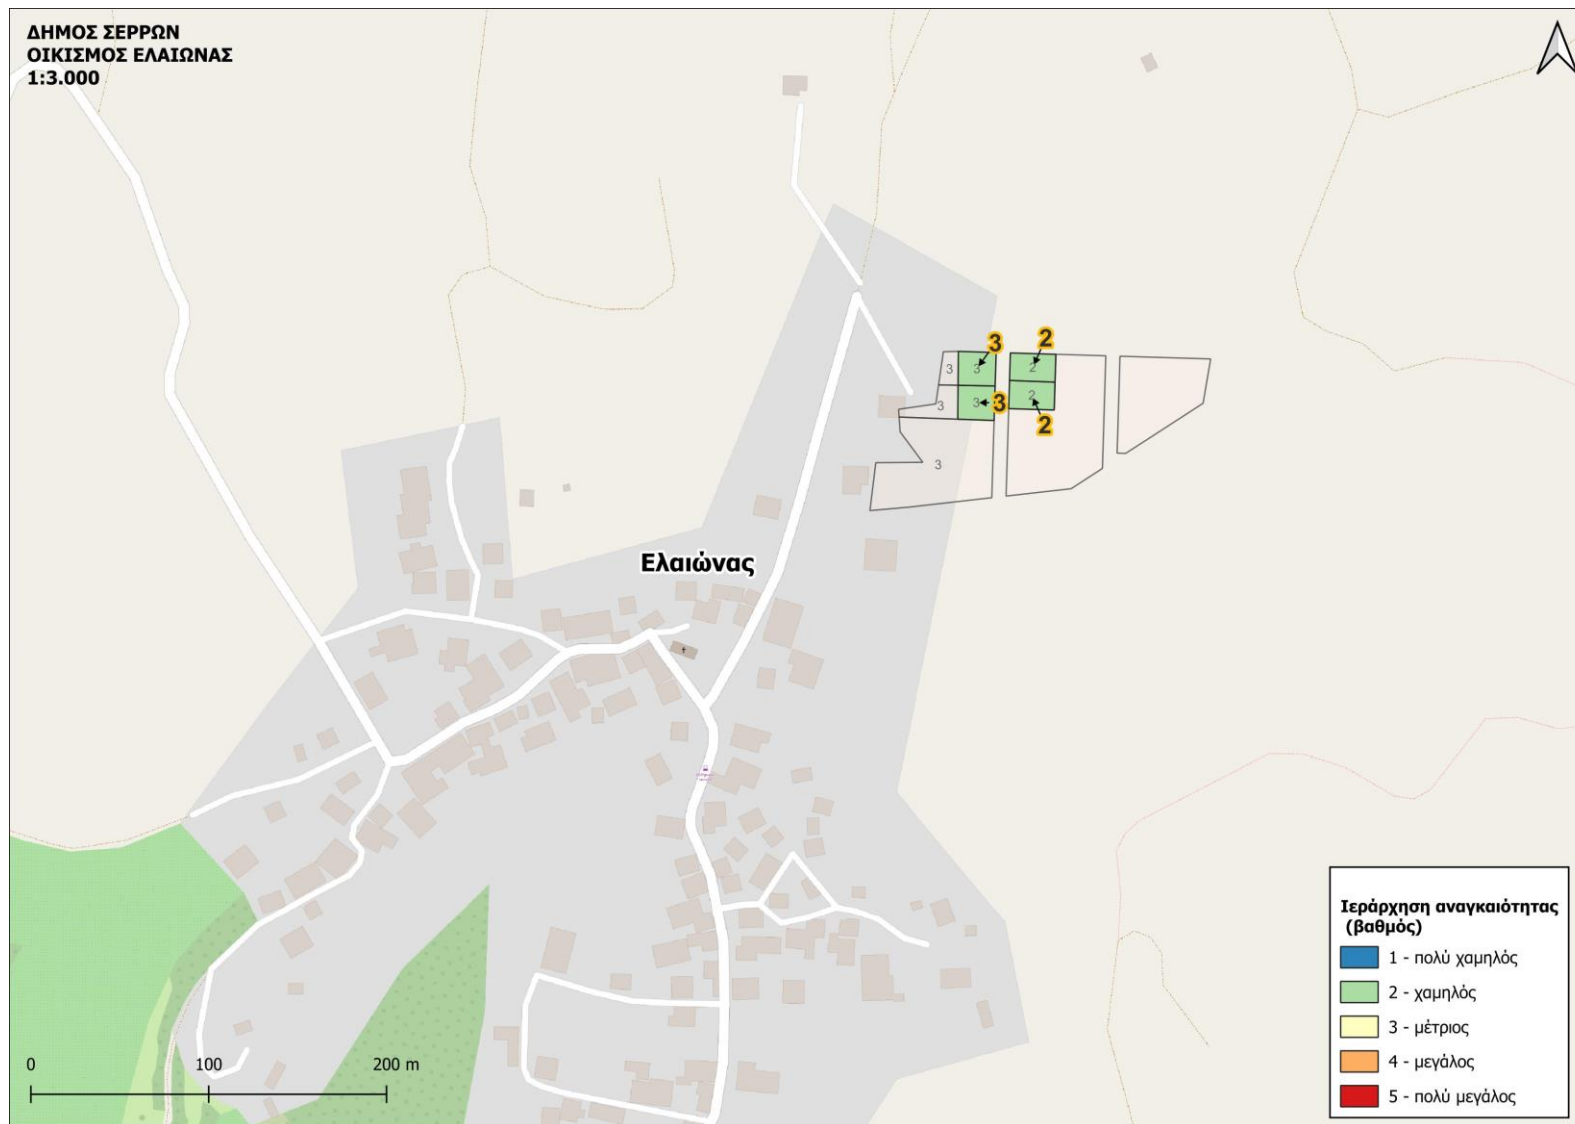 ΔΗΜΟΣ ΣΕΡΡΩΝ
ΟΙΚΙΣΜΟΣ ΕΛΑΙΩΝΑΣ
1:3.000
3
2
3
3
2
3
3
3
2
2
3
Ελαιώνας
Ιεράρχηση αναγκαιότητας
(βαθμός)
1 - πολύ χαμηλός
2 - χαμηλός
3 - μέτριος
4 - μεγάλος
5 - πολύ μεγάλος
0 100 200 m